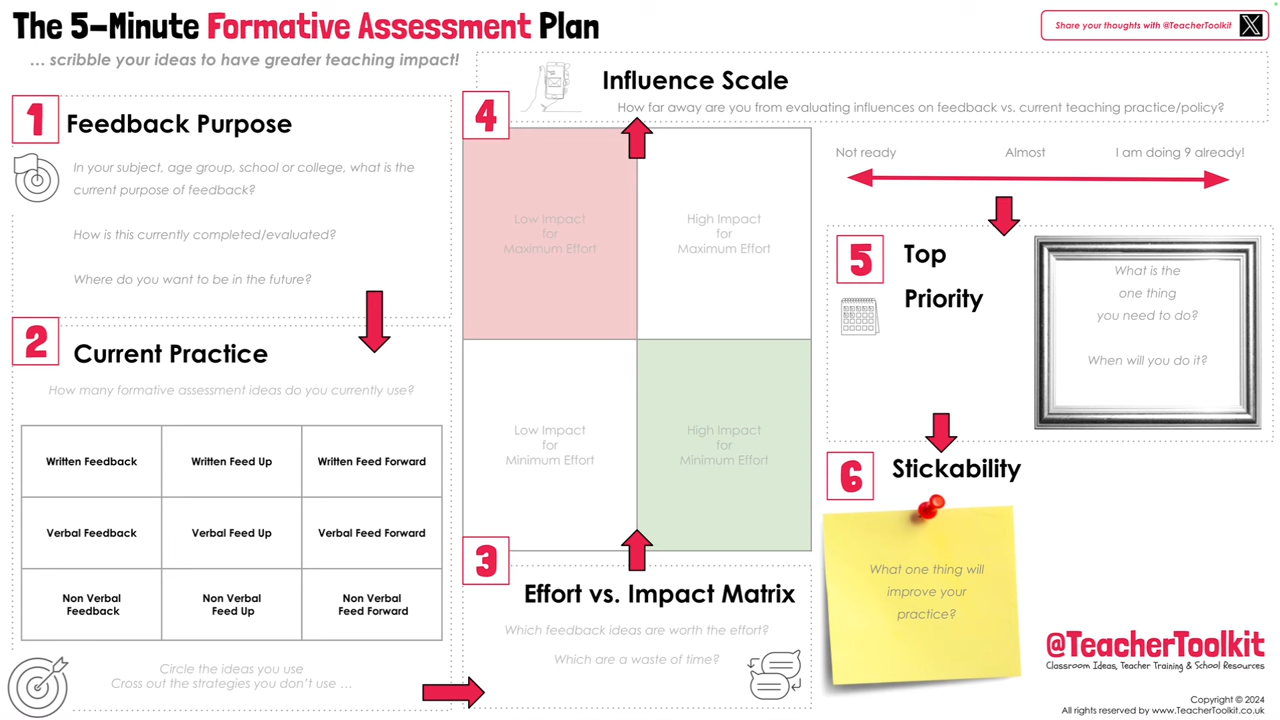 The 5-Minute Formative Assessment Plan
… scribble your ideas to have greater teaching impact!
Share your thoughts with @TeacherToolkit
1
Feedback Purpose
In your subject, age group, school or college, what is the
current purpose of feedback?
How is this currently completed/evaluated?
Where do you want to be in the future?
2
Current Practice
How many formative assessment ideas do you currently use?
Written Feedback
Written Feed Up
Written Feed Forward
Verbal Feedback
Verbal Feed Up
Verbal Feed Forward
Non Verbal
Feedback
Non Verbal
Feed Up
Non Verbal
Feed Forward
Circle the ideas you use
Cross out the strategies you don’t use …
3
Effort vs. Impact Matrix
Which feedback ideas are worth the effort?
Which are a waste of time?
Low Impact
for
Maximum Effort
High Impact
for
Maximum Effort
Low Impact
for
Minimum Effort
High Impact
for
Minimum Effort
4
Influence Scale
How far away are you from evaluating influences on feedback vs. current teaching practice/policy?
Not ready
Almost
I am doing 9 already!
5
Top
Priority
What is the
one thing
you need to do?
When will you do it?
6
Stickability
What one thing will
improve your
practice?
@TeacherToolkit
Classroom Ideas, Teacher Training & School Resources
Copyright © 2024
All rights reserved by www.TeacherToolkit.co.uk